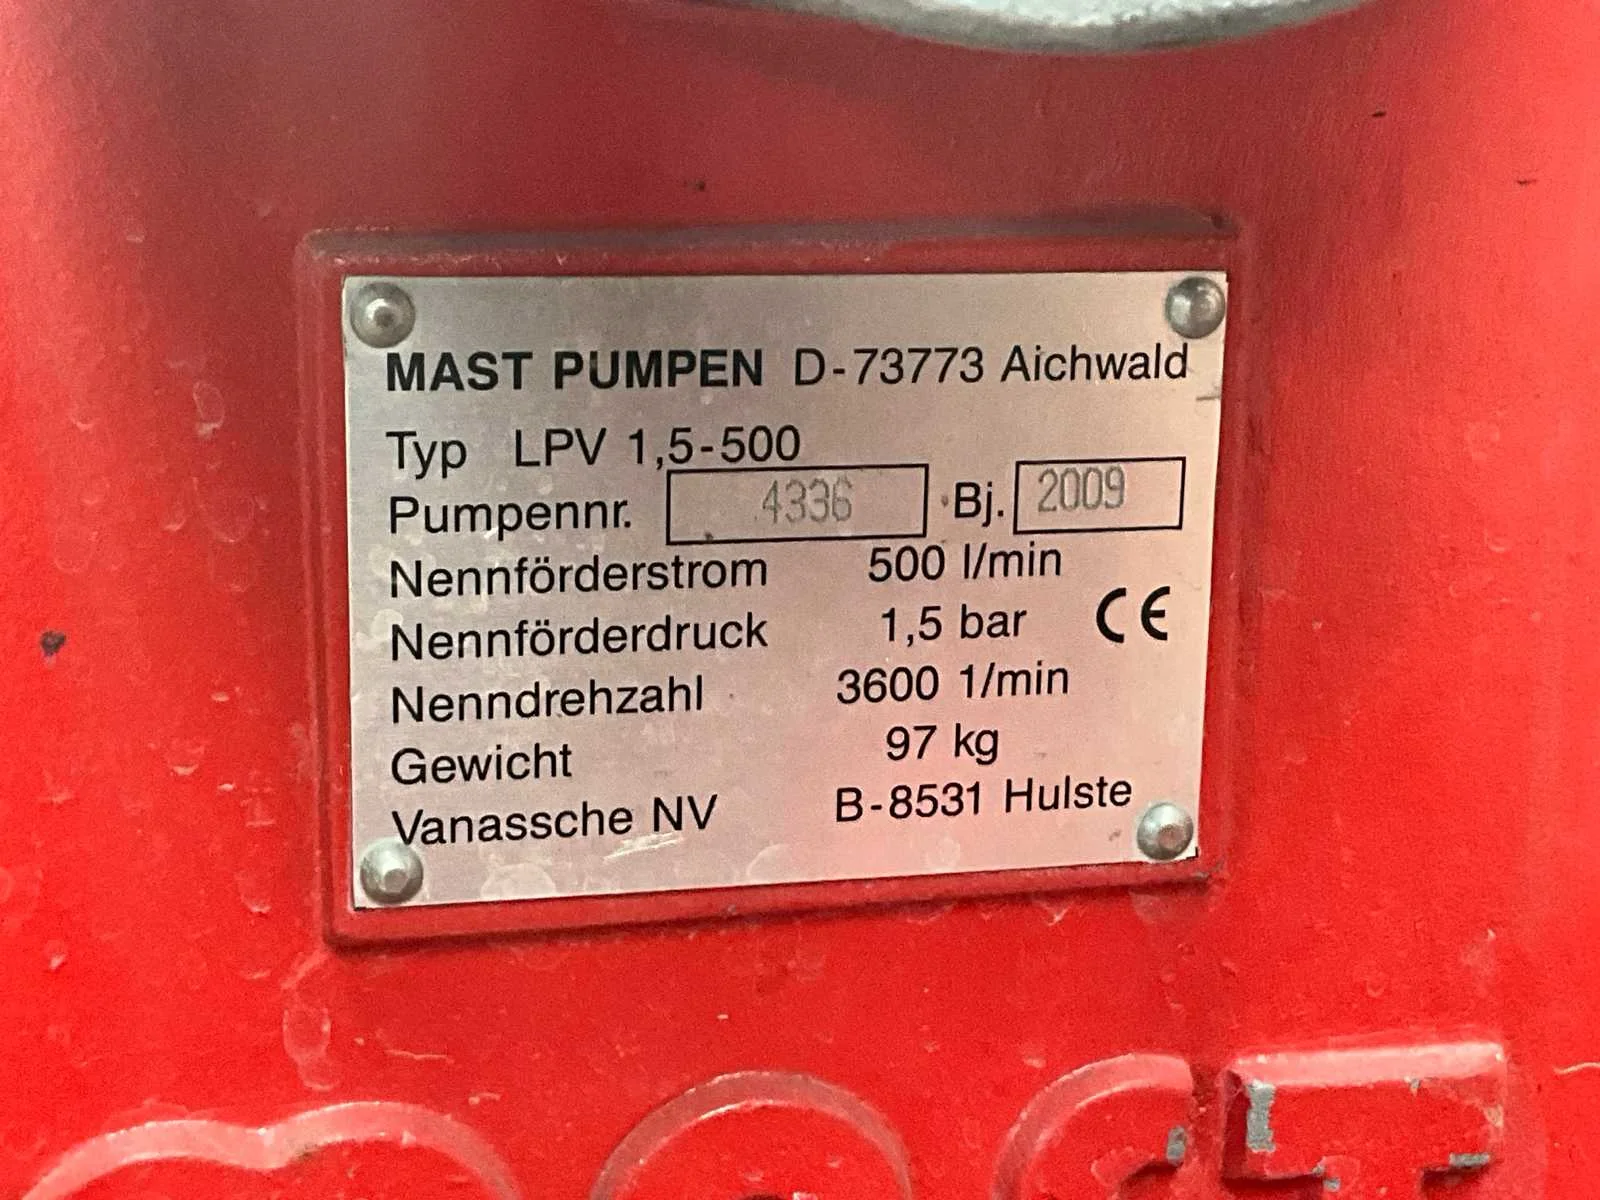 MAST PUMPEN D-73773 Aichwald
Typ LPV 1,5-500
Pumpennr. 4336 Bj. 2009
Nennförderstrom 500 l/min
Nennförderdruck 1,5 bar CE
Nenndrehzahl 3600 1/min
Gewicht 97 kg
Vanassche NV B-8531 Hulste
mast